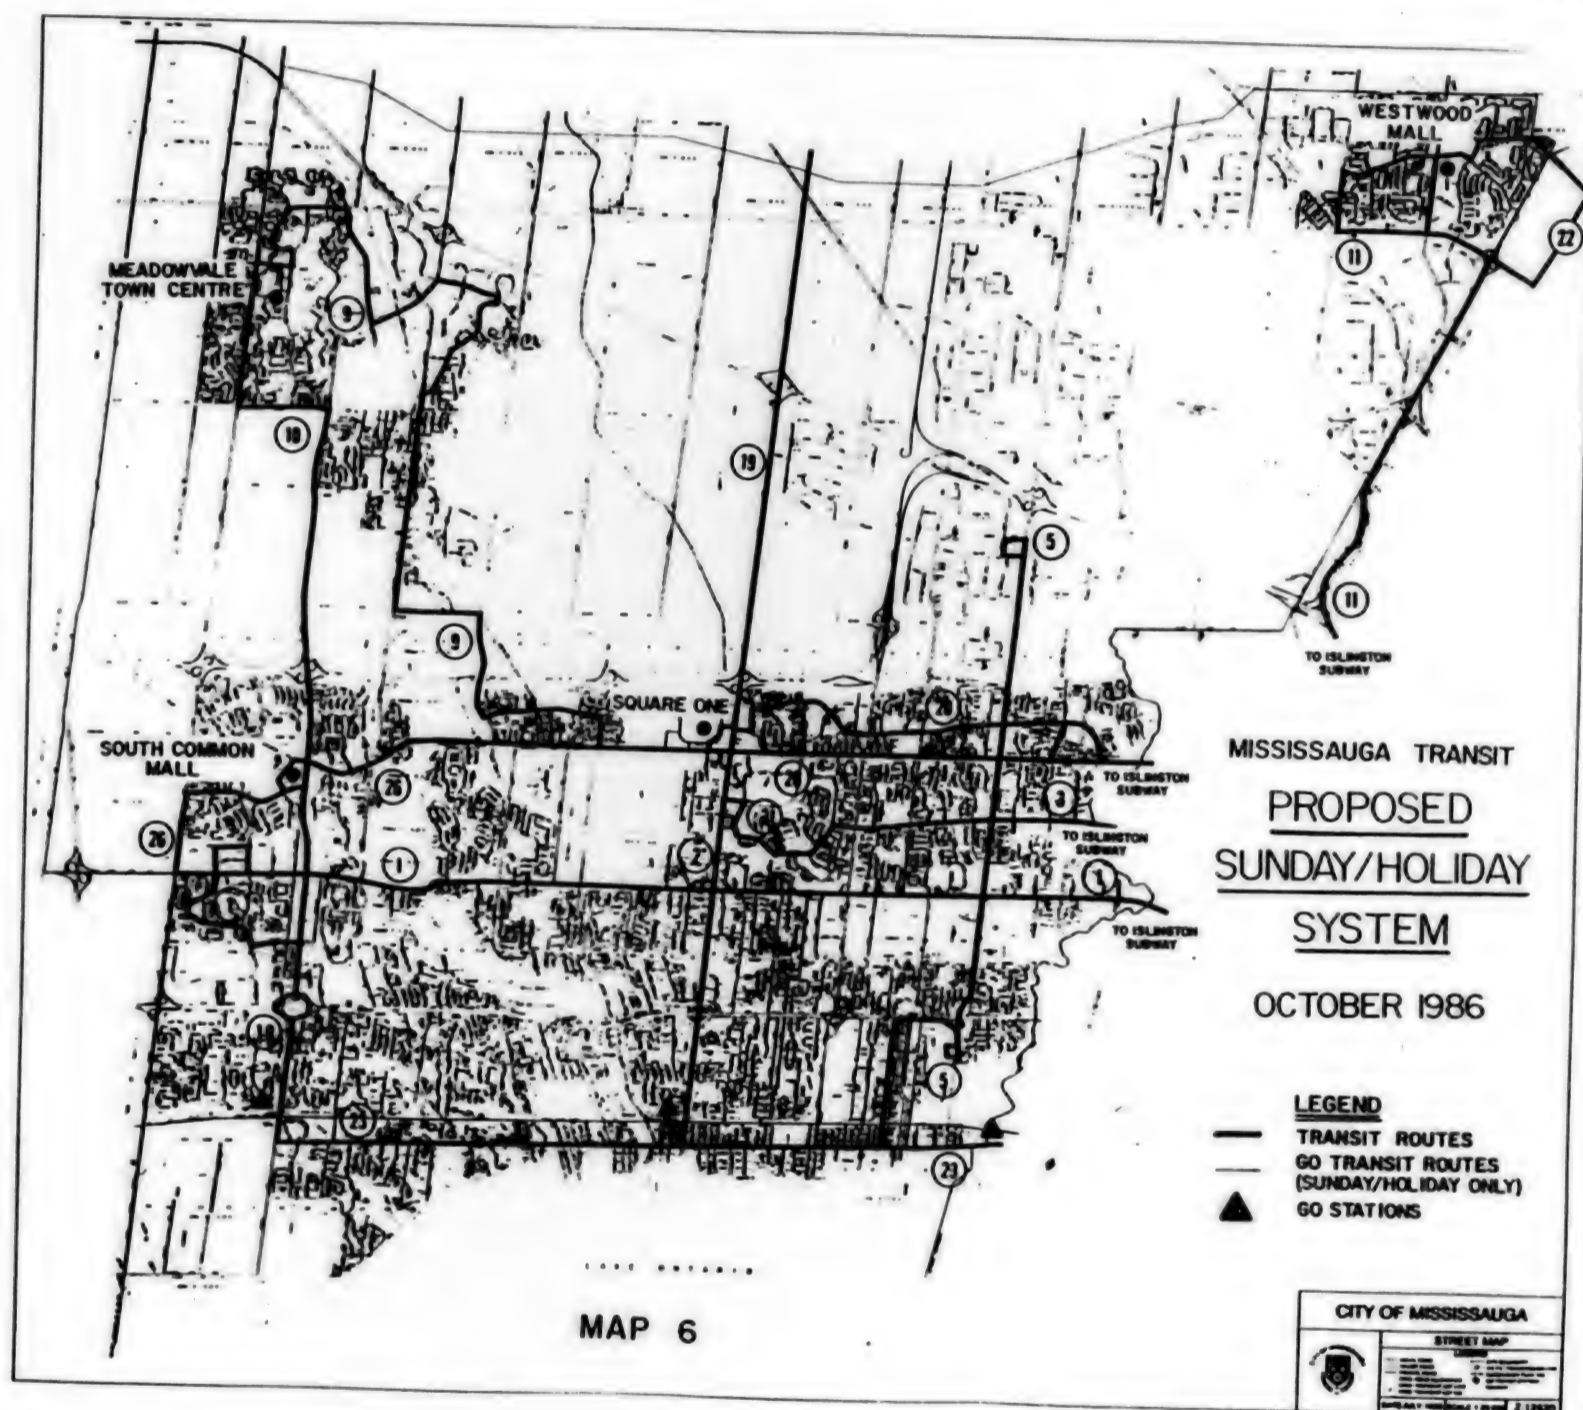 WESTWOOD
MALL
22
11
MEADOWVALE
TOWN CENTRE
9
18
19
5
11
TO ISLINGTON
SUBWAY
9
SQUARE ONE
SOUTH COMMON
MALL
26
TO ISLINGTON
SUBWAY
3
TO ISLINGTON
SUBWAY
26
1
2
TO ISLINGTON
SUBWAY
5
23
23
MISSISSAUGA TRANSIT
PROPOSED
SUNDAY/HOLIDAY
SYSTEM
OCTOBER 1986
LEGEND
TRANSIT ROUTES
GO TRANSIT ROUTES
(SUNDAY/HOLIDAY ONLY)
GO STATIONS
MAP 6
CITY OF MISSISSAUGA
STREET MAP